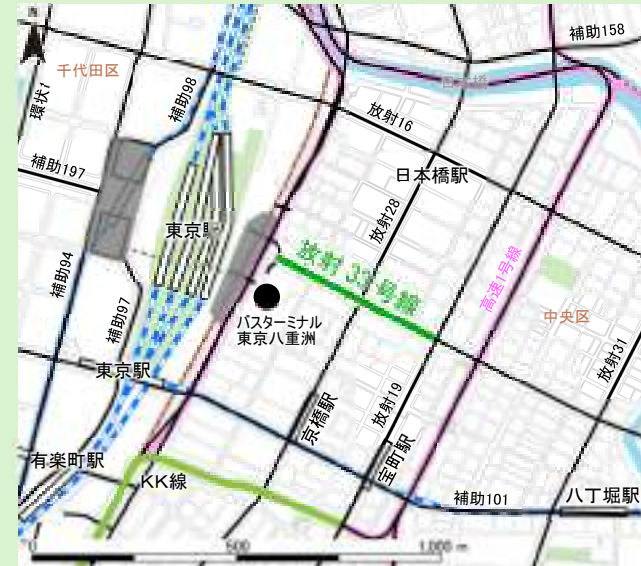 西
補助158
千代田区
補助98
環状1
放射16
補助197
日本橋駅
東京駅
放射28
放射 33 号線
高速1号線
補助94
補助97
バスターミナル
東京八重洲
中央区
放射31
東京駅
京橋駅
放射19
宝町駅
有楽町駅
KK線
補助101
八丁堀駅
0
500
1,000 m